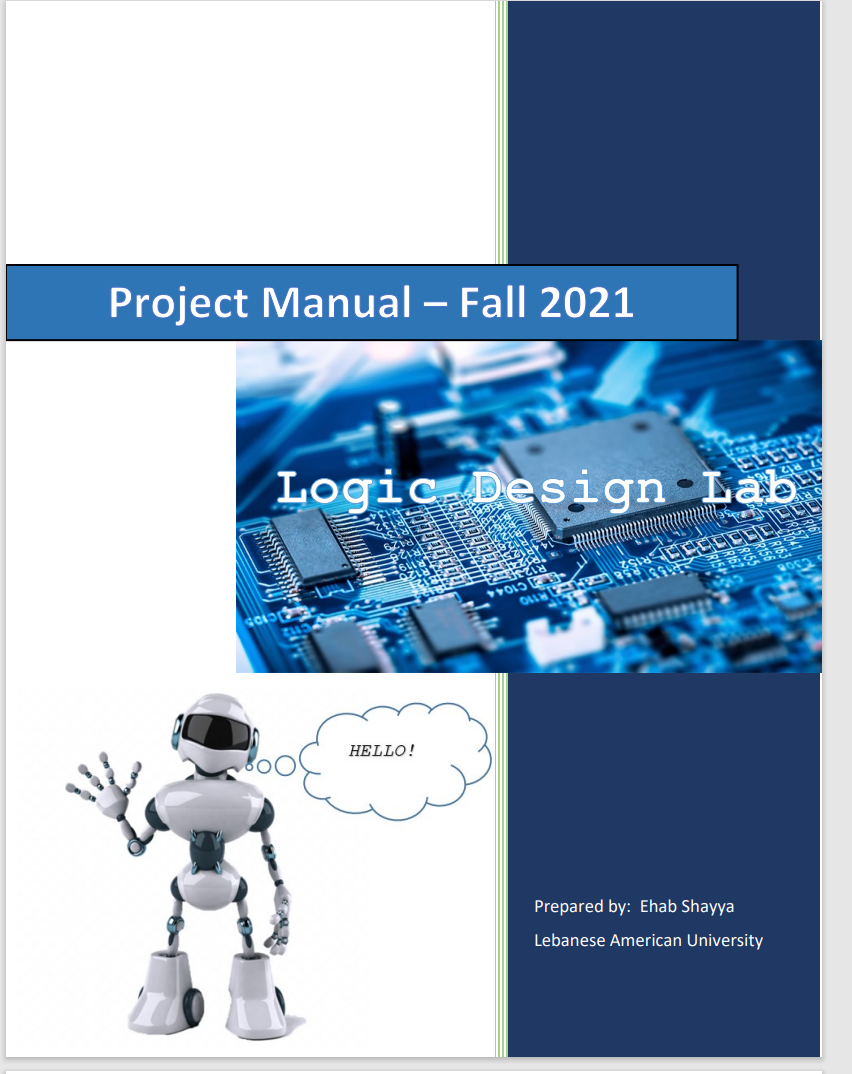 Project Manual – Fall 2021
Logic Design Lab
HELLO!
Prepared by: Ehab Shayya
Lebanese American University